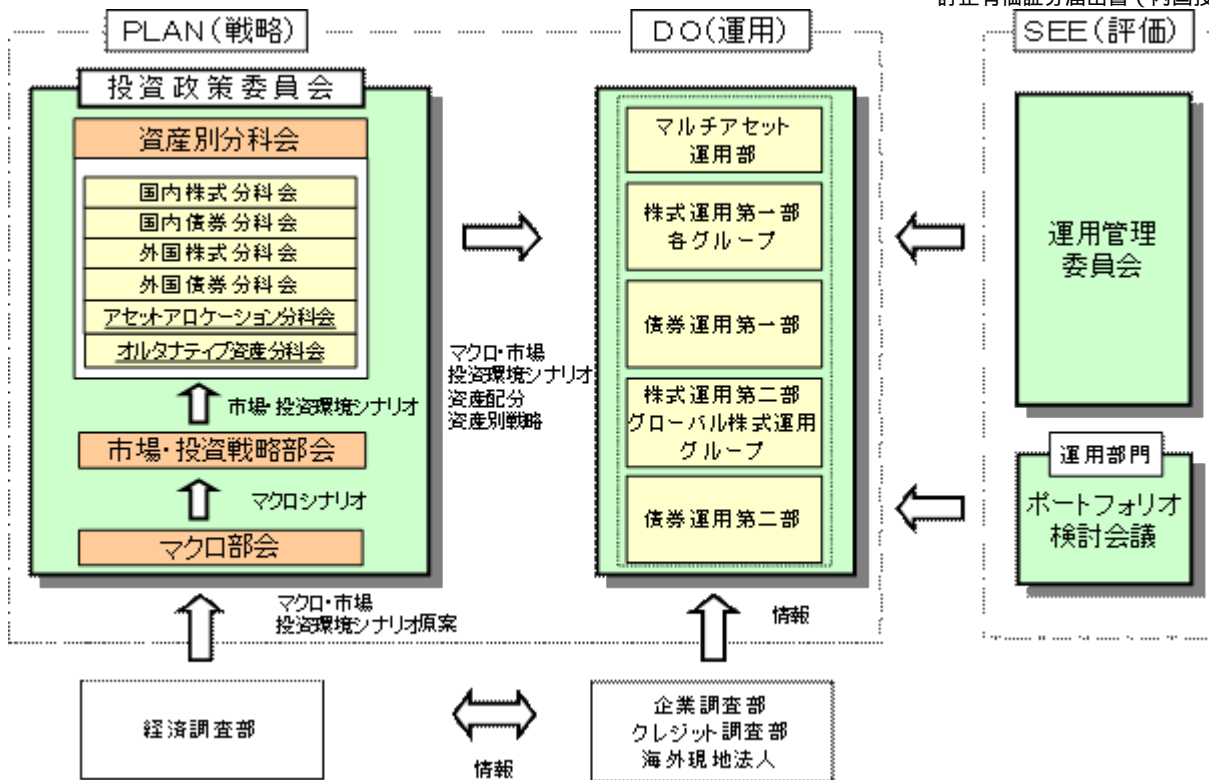 PLAN(戦略)
投資政策委員会
資産別分科会
国内株式分科会
国内債券分科会
外国株式分科会
外国債券分科会
アセットアロケーション分科会
オルタナティブ資産分科会
市場・投資環境シナリオ
市場・投資戦略部会
マクロシナリオ
マクロ部会
マクロ・市場
投資環境シナリオ原案
経済調査部
マクロ・市場
投資環境シナリオ
資産配分
資産別戦略
DO(運用)
マルチアセット
運用部
株式運用第一部
各グループ
債券運用第一部
株式運用第二部
グローバル株式運用
グループ
債券運用第二部
情報
企業調査部
クレジット調査部
海外現地法人
情報
SEE(評価)
運用管理
委員会
運用部門
ポートフォリオ
検討会議